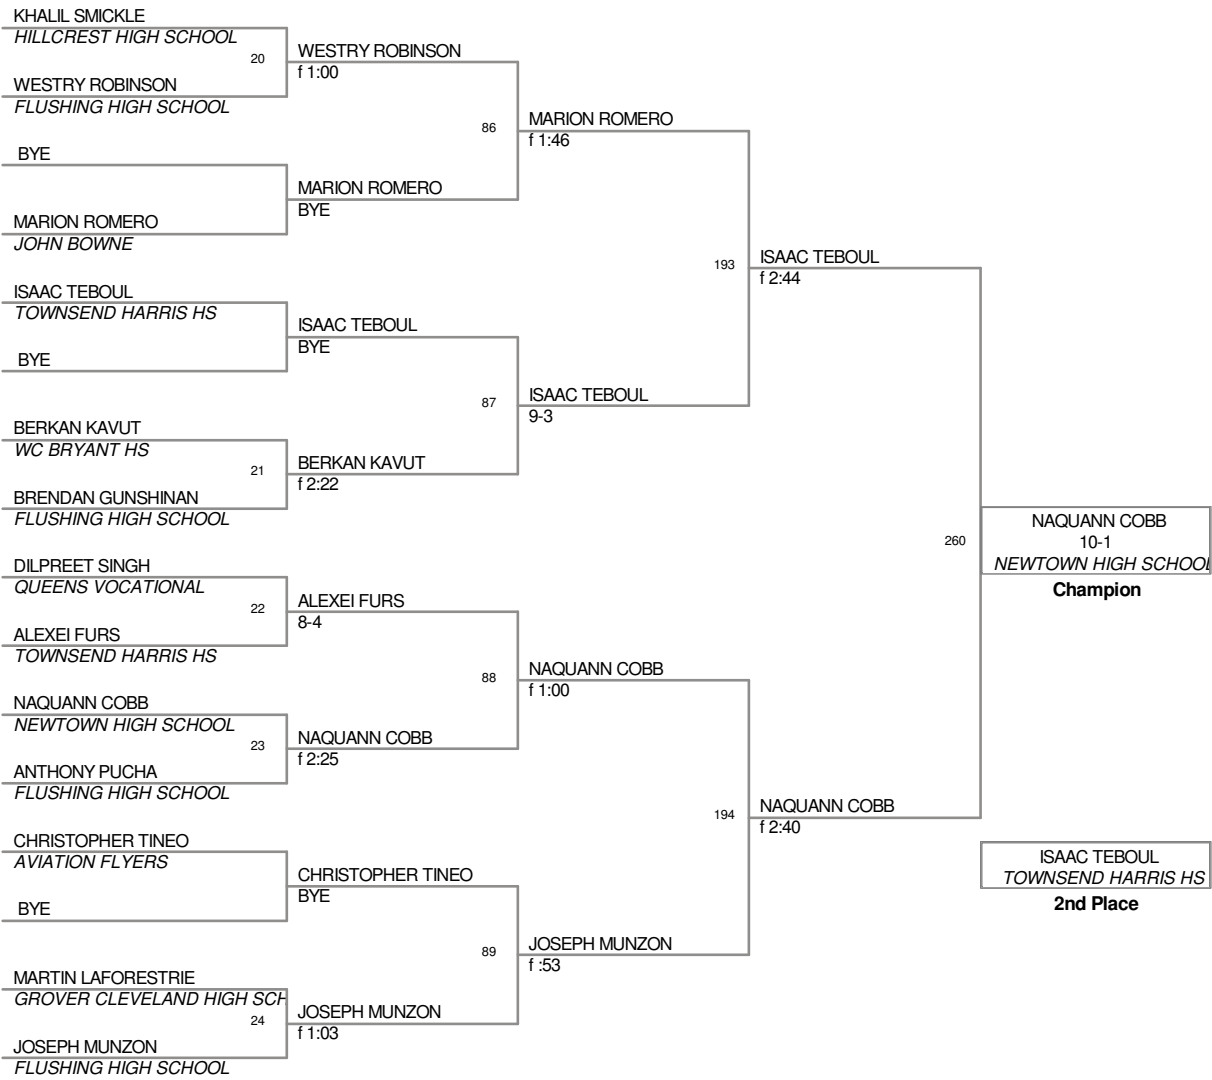 KHALIL SMICKLE
HILLCREST HIGH SCHOOL
20
WESTRY ROBINSON
f 1:00
WESTRY ROBINSON
FLUSHING HIGH SCHOOL
86
MARION ROMERO
f 1:46
BYE
MARION ROMERO
BYE
MARION ROMERO
JOHN BOWNE
193
ISAAC TEBOUL
f 2:44
ISAAC TEBOUL
TOWNSEND HARRIS HS
ISAAC TEBOUL
BYE
BYE
87
ISAAC TEBOUL
9-3
BERKAN KAVUT
WC BRYANT HS
21
BERKAN KAVUT
f 2:22
BRENDAN GUNSHINAN
FLUSHING HIGH SCHOOL
260
NAQUANN COBB
10-1
NEWTOWN HIGH SCHOOL
Champion
DILPREET SINGH
QUEENS VOCATIONAL
22
ALEXEI FURS
8-4
ALEXEI FURS
TOWNSEND HARRIS HS
88
NAQUANN COBB
f 1:00
NAQUANN COBB
NEWTOWN HIGH SCHOOL
23
NAQUANN COBB
f 2:25
ANTHONY PUCHA
FLUSHING HIGH SCHOOL
194
NAQUANN COBB
f 2:40
CHRISTOPHER TINEO
AVIATION FLYERS
CHRISTOPHER TINEO
BYE
BYE
ISAAC TEBOUL
TOWNSEND HARRIS HS
2nd Place
89
JOSEPH MUNZON
f :53
MARTIN LAFORESTRIE
GROVER CLEVELAND HIGH SCH
24
JOSEPH MUNZON
f 1:03
JOSEPH MUNZON
FLUSHING HIGH SCHOOL